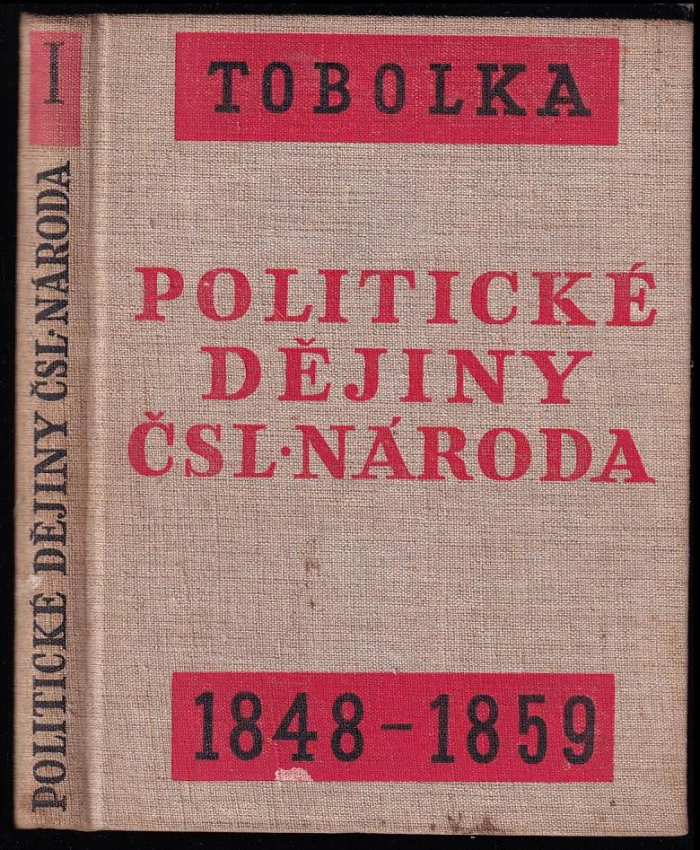 I
POLITICKÉ DĚJINY ČSL·NÁRODA
TOBOLKA
POLITICKÉ
DĚJINY
ČSL·NÁRODA
1848–1859